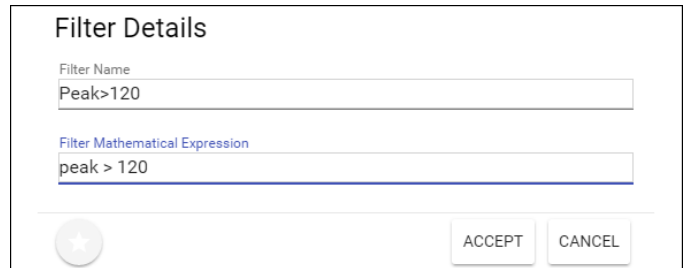 Filter Details
Filter Name
Peak>120
Filter Mathematical Expression
peak > 120
ACCEPT CANCEL